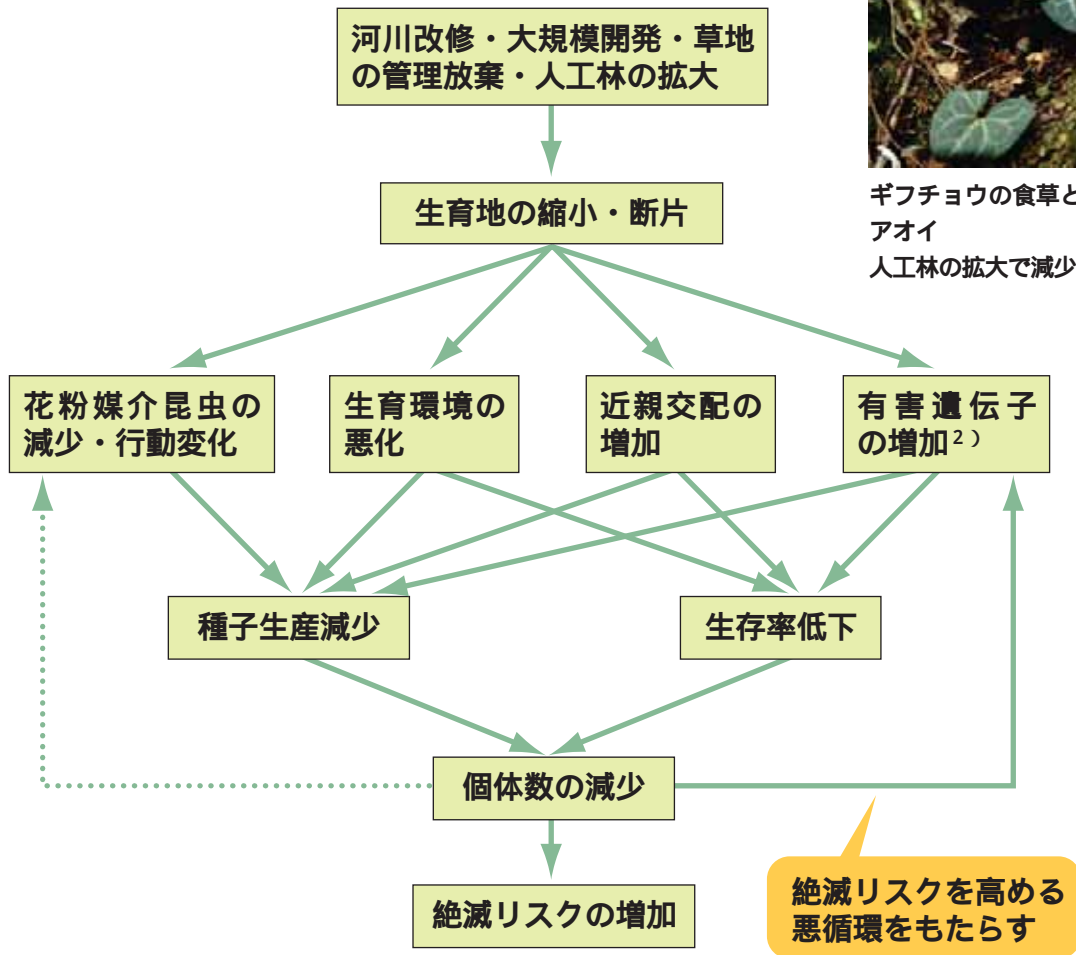 河川改修・大規模開発・草地
の管理放棄・人工林の拡大
生育地の縮小・断片
ギフチョウの食草と
アオイ
人工林の拡大で減少
花粉媒介昆虫の
減少・行動変化
生育環境の
悪化
近親交配の
増加
有害遺伝子
の増加２）
種子生産減少
生存率低下
個体数の減少
絶滅リスクの増加
絶滅リスクを高める
悪循環をもたらす